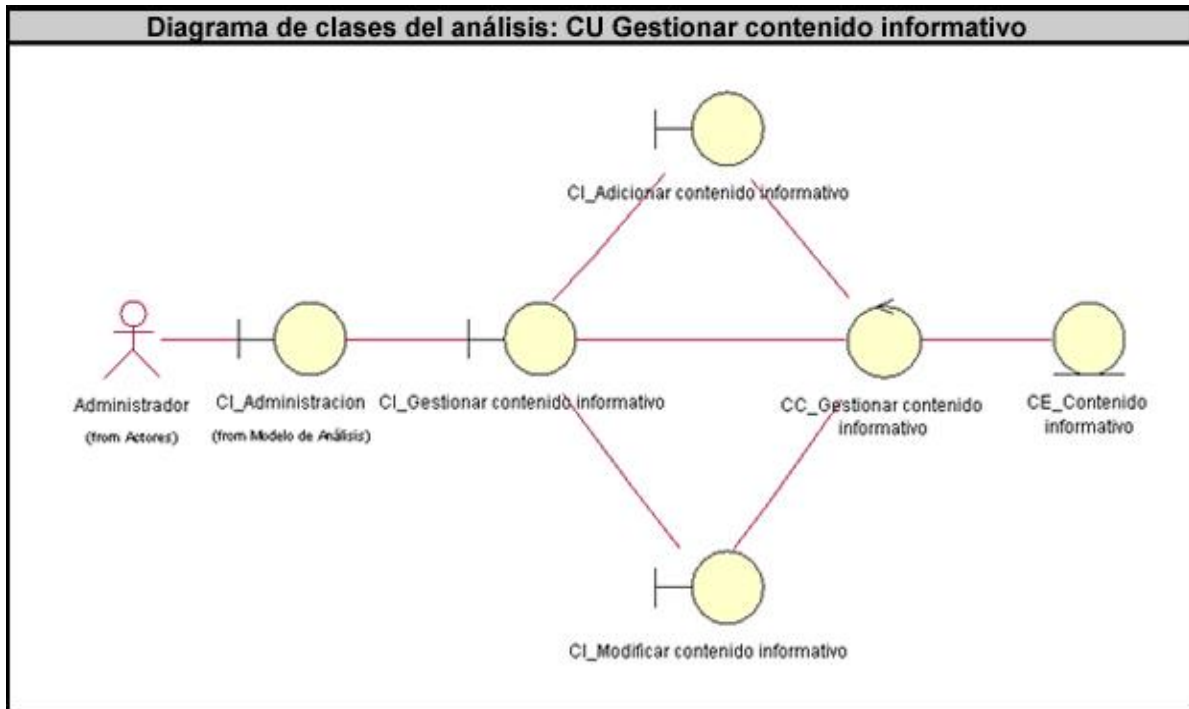 Diagrama de clases del análisis: CU Gestionar contenido informativo
CI_Adicionar contenido informativo
Administrador
(from Actores)
CI_Administracion
(from Modelo de Análisis)
CI_Gestionar contenido informativo
CC_Gestionar contenido
informativo
CE_Contenido
informativo
CI_Modificar contenido informativo